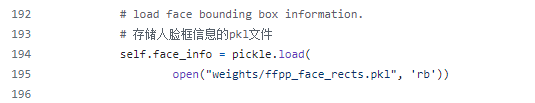 192 # load face bounding box information.
193 # 存储人脸框信息的pkl文件
194 self.face_info = pickle.load(
195 open("weights/ffpp_face_rects.pkl", 'rb'))
196